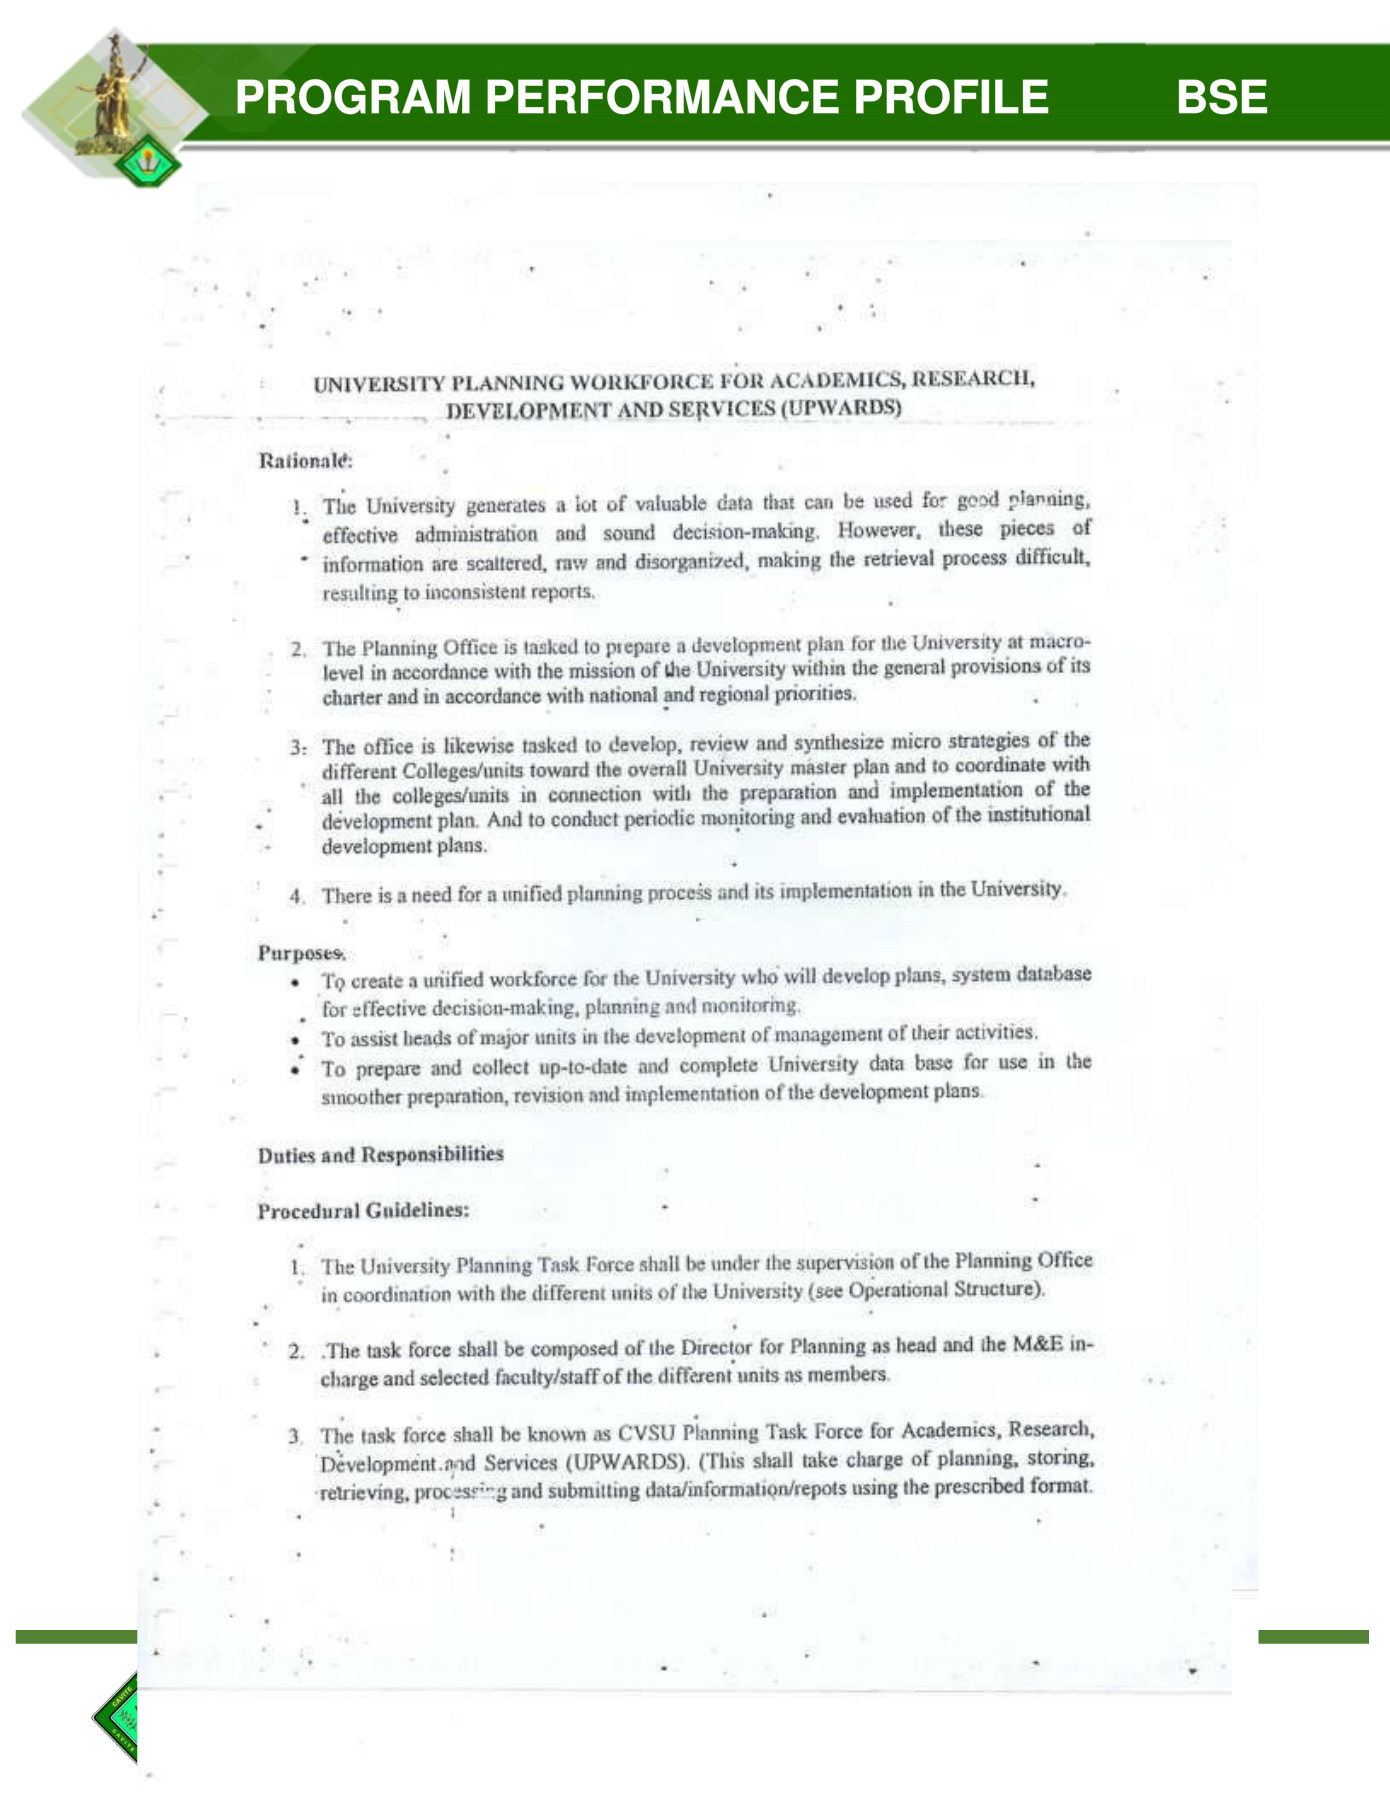 PROGRAM PERFORMANCE PROFILE BSE
UNIVERSITY PLANNING WORKFORCE FOR ACADEMICS, RESEARCH,
DEVELOPMENT AND SERVICES (UPWARDS)
Rationale:
1. The University generates a lot of valuable data that can be used for good planning,
effective administration and sound decision-making. However, these pieces of
information are scattered, raw and disorganized, making the retrieval process difficult,
resulting to inconsistent reports.
2. The Planning Office is tasked to prepare a development plan for the University at macro-
level in accordance with the mission of the University within the general provisions of its
charter and in accordance with national and regional priorities.
3. The office is likewise tasked to develop, review and synthesize micro strategies of the
different Colleges/units toward the overall University master plan and to coordinate with
all the colleges/units in connection with the preparation and implementation of the
development plan. And to conduct periodic monitoring and evaluation of the institutional
development plans.
4. There is a need for a unified planning process and its implementation in the University.
Purposes.
• To create a unified workforce for the University who will develop plans, system database
for effective decision-making, planning and monitoring.
• To assist heads of major units in the development of management of their activities.
• To prepare and collect up-to-date and complete University data base for use in the
smoother preparation, revision and implementation of the development plans.
Duties and Responsibilities
Procedural Guidelines:
1. The University Planning Task Force shall be under the supervision of the Planning Office
in coordination with the different units of the University (see Operational Structure).
2. .The task force shall be composed of the Director for Planning as head and the M&E in-
charge and selected faculty/staff of the different units as members.
3. The task force shall be known as CVSU Planning Task Force for Academics, Research,
Development and Services (UPWARDS). (This shall take charge of planning, storing,
retrieving, processing and submitting data/information/repots using the prescribed format.
CAVITE
CAVITE